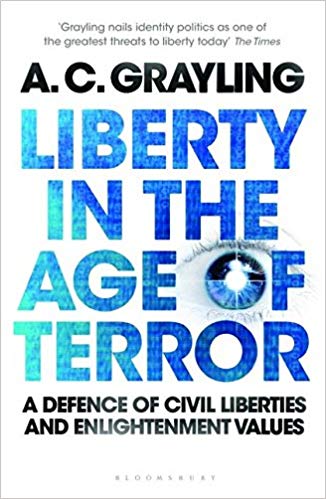 'Grayling nails identity politics as one of
the greatest threats to liberty today' The Times
A. C. GRAYLING
LIBERTY
IN THE
AGE OF
TERROR
A DEFENCE OF CIVIL LIBERTIES
AND ENLIGHTENMENT VALUES
BLOOMSBURY